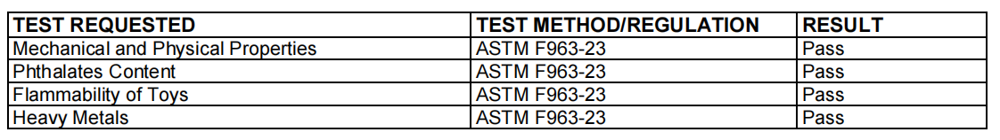 TEST REQUESTED TEST METHOD/REGULATION RESULT
Mechanical and Physical Properties ASTM F963-23 Pass
Phthalates Content ASTM F963-23 Pass
Flammability of Toys ASTM F963-23 Pass
Heavy Metals ASTM F963-23 Pass